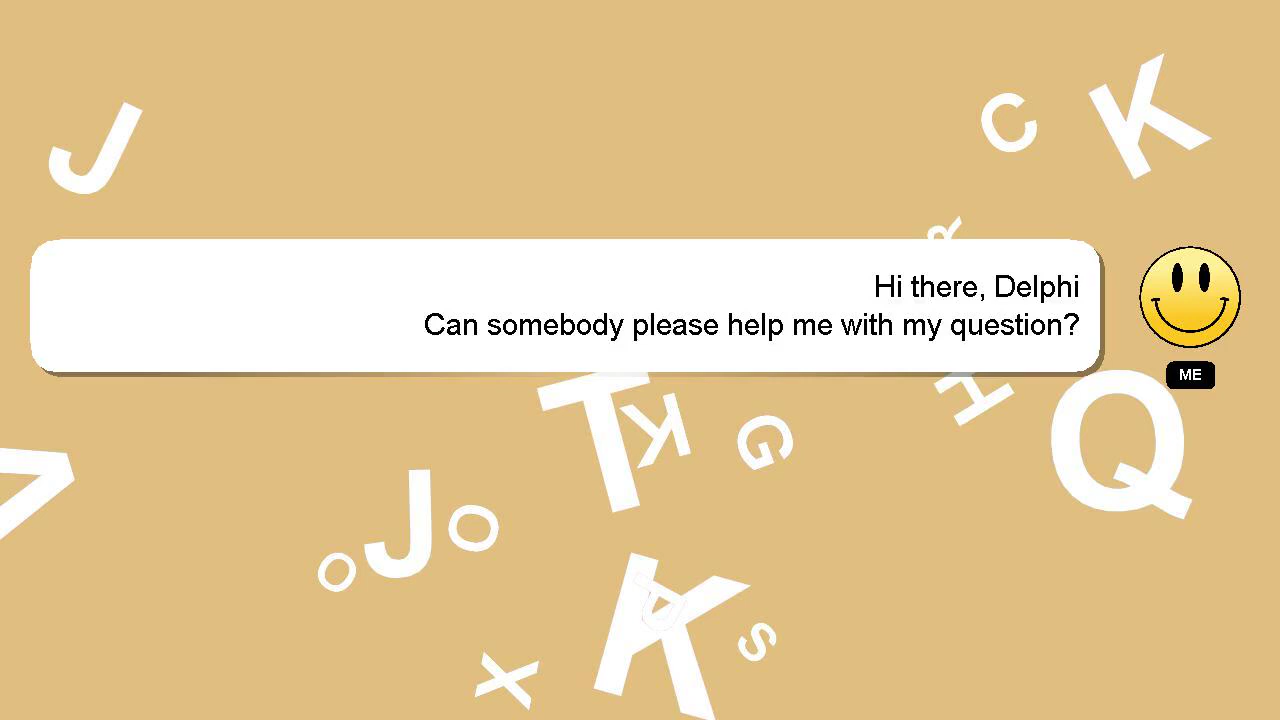 J
C
K
R
Hi there, Delphi
Can somebody please help me with my question?
ME
H
T
K
G
Q
J
O
O
K
P
S
X